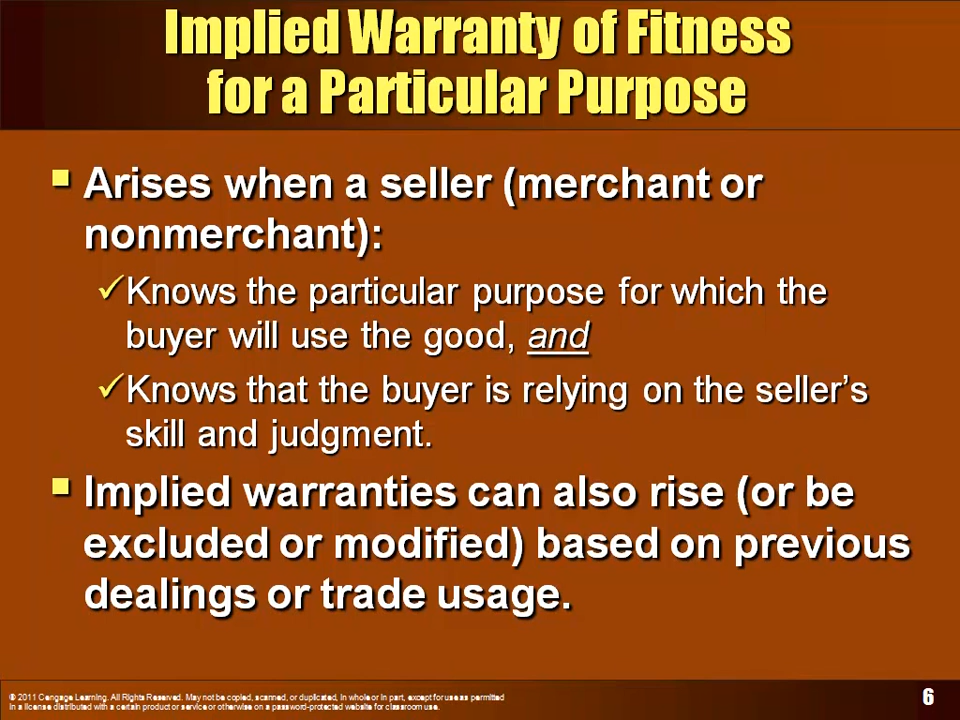 Implied Warranty of Fitness
for a Particular Purpose
Arises when a seller (merchant or
nonmerchant):
Knows the particular purpose for which the
buyer will use the good, and
Knows that the buyer is relying on the seller's
skill and judgment.
Implied warranties can also rise (or be
excluded or modified) based on previous
dealings or trade usage.
© 2011 Cengage Learning. All Rights Reserved. May not be copied, scanned, or duplicated, in whole or in part, except for use as permitted
in a license distributed with a certain product or service or otherwise on a password-protected website for classroom use.
6